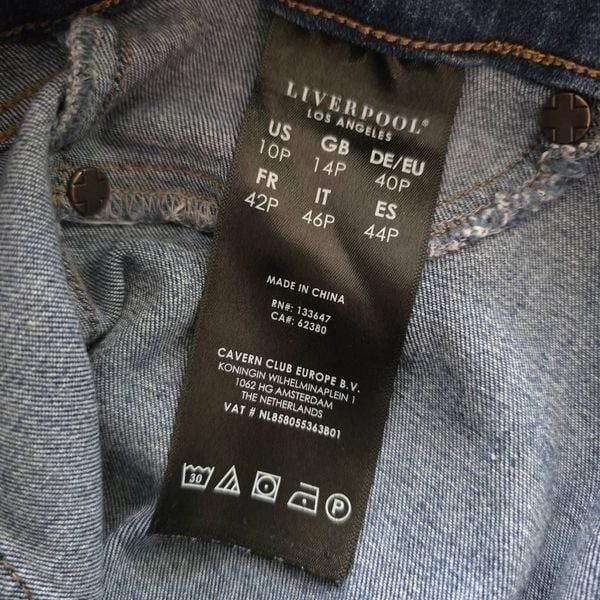 LIVERPOOL®
LOS ANGELES
US GB DE/EU
10P 14P 40P
FR IT ES
42P 46P 44P
MADE IN CHINA
RN#: 133647
CA#: 62380
CAVERN CLUB EUROPE B.V.
KONINGIN WILHELMINAPLEIN 1
1062 HG AMSTERDAM
THE NETHERLANDS
VAT # NL858055363B01
30 P